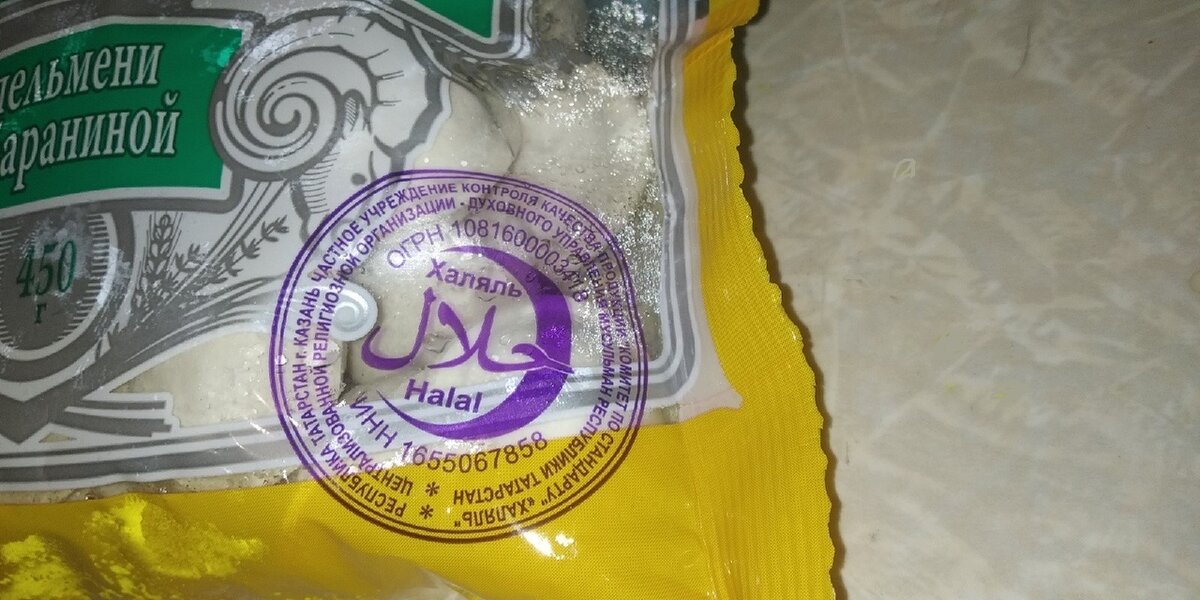 пельмени
бараниной
450
г
РЕСПУБЛИКА ТАТАРСТАН г. КАЗАНЬ ЧАСТНОЕ УЧРЕЖДЕНИЕ КОНТРОЛЯ КАЧЕСТВА ПРОДУКЦИИ "КОМИТЕТ ПО СТАНДАРТУ "ХАЛЯЛЬ" *
ЦЕНТРАЛИЗОВАННОЙ РЕЛИГИОЗНОЙ ОРГАНИЗАЦИИ - ДУХОВНОГО УПРАВЛЕНИЯ МУСУЛЬМАН РЕСПУБЛИКИ ТАТАРСТАН *
ОГРН 1081600003418
Халяль
حلال
Halal
ИНН 1655067858